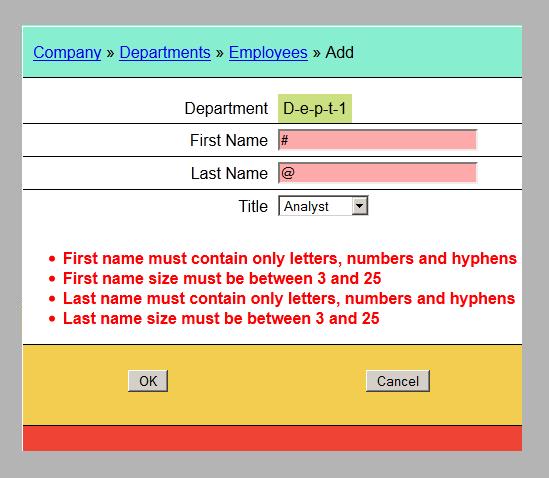 Company » Departments » Employees » Add
Department D-e-p-t-1
First Name #
Last Name @
Title Analyst
• First name must contain only letters, numbers and hyphens
• First name size must be between 3 and 25
• Last name must contain only letters, numbers and hyphens
• Last name size must be between 3 and 25
OK Cancel